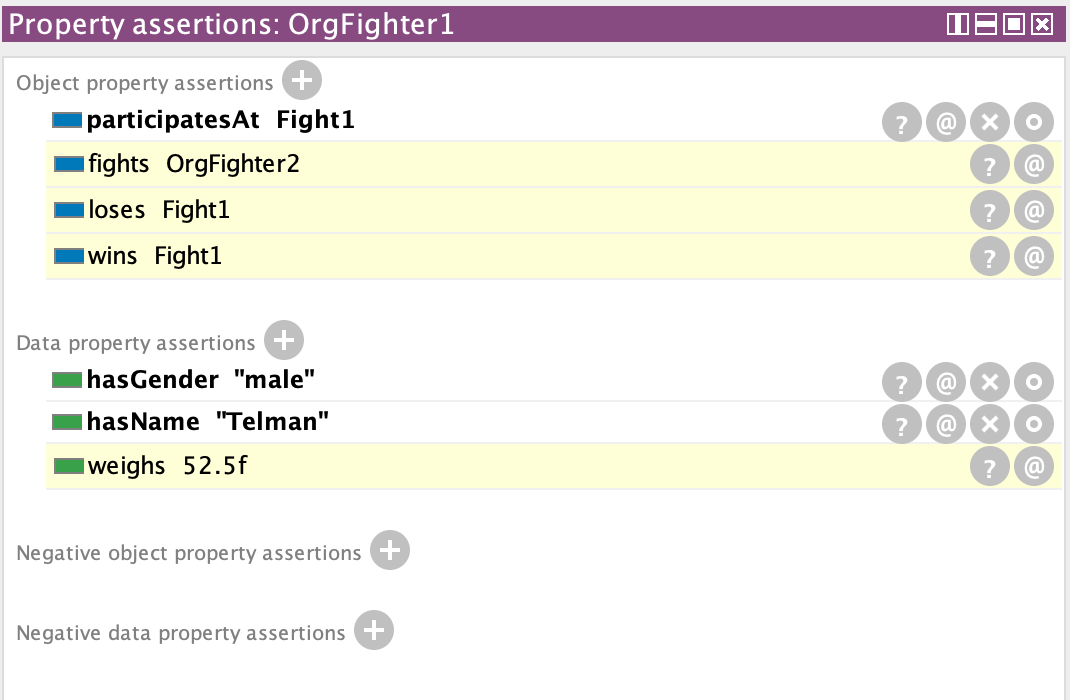 Property assertions: OrgFighter1
Object property assertions
participatesAt Fight1
fights OrgFighter2
loses Fight1
wins Fight1
Data property assertions
hasGender "male"
hasName "Telman"
weighs 52.5f
Negative object property assertions
Negative data property assertions